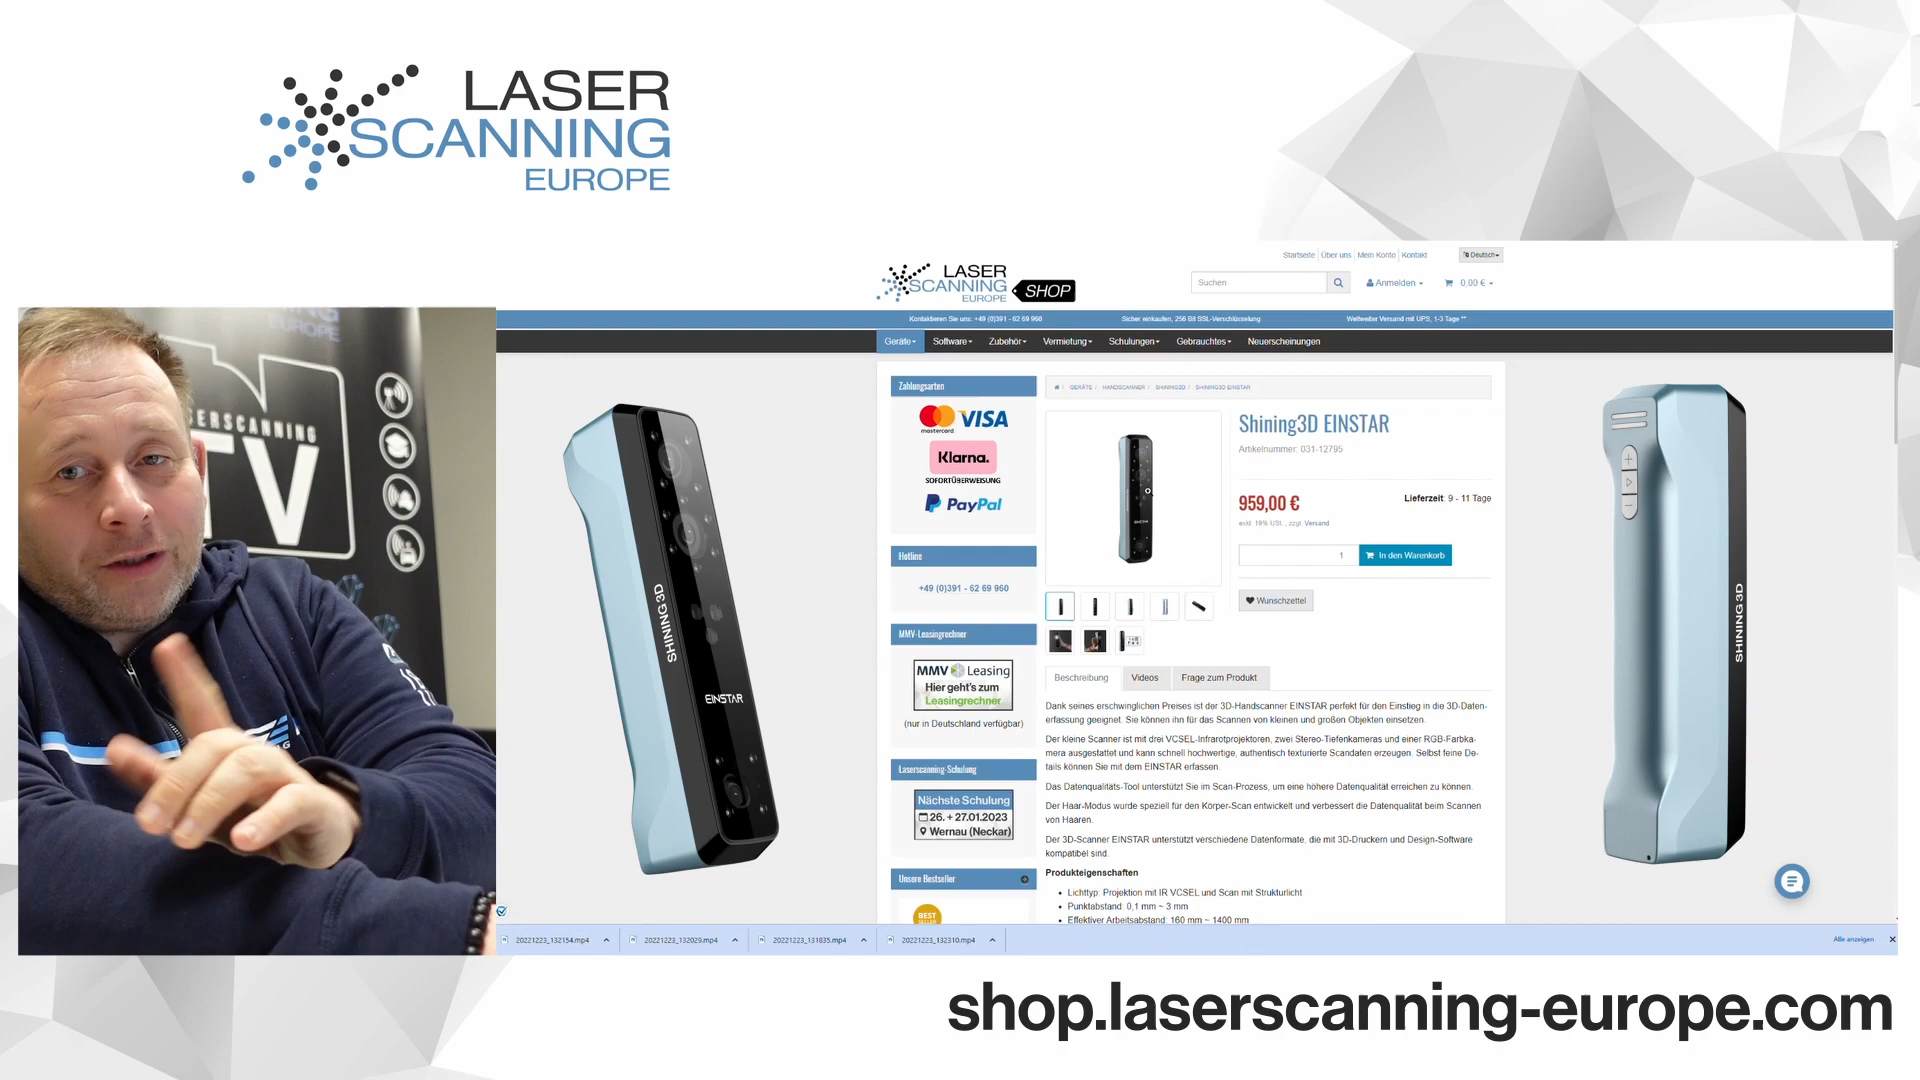 LASER
SCANNING
EUROPE
Startseite Über uns Mein Konto Kontakt
Deutsch
LASER
SCANNING
EUROPE
SHOP
Suchen
Anmelden
0,00 €
Kontaktieren Sie uns: +49 (0)391 - 62 69 960
Sicher einkaufen, 256 Bit SSL-Verschlüsselung
Weltweiter Versand mit UPS, 1-3 Tage **
Geräte Software Zubehör Vermietung Schulungen Gebrauchtes Neuerscheinungen
Zahlungsarten
mastercard
VISA
Klarna.
SOFORTÜBERWEISUNG
PayPal
Hotline
+49 (0)391 - 62 69 960
MMV-Leasingrechner
MMV Leasing
Hier geht's zum
Leasingrechner
(nur in Deutschland verfügbar)
Laserscanning-Schulung
Nächste Schulung
26. + 27.01.2023
Wernau (Neckar)
Unsere Bestseller
BEST
/ GERÄTE / HANDSCANNER / SHINING3D / SHINING3D EINSTAR
EINSTAR
Shining3D EINSTAR
Artikelnummer: 031-12795
959,00 €
Lieferzeit: 9 - 11 Tage
exkl. 19% USt. , zzgl. Versand
1
In den Warenkorb
Wunschzettel
Beschreibung Videos Frage zum Produkt
Dank seines erschwinglichen Preises ist der 3D-Handscanner EINSTAR perfekt für den Einstieg in die 3D-Daten-
erfassung geeignet. Sie können ihn für das Scannen von kleinen und großen Objekten einsetzen.
Der kleine Scanner ist mit drei VCSEL-Infrarotprojektoren, zwei Stereo-Tiefenkameras und einer RGB-Farbka-
mera ausgestattet und kann schnell hochwertige, authentisch texturierte Scandaten erzeugen. Selbst feine De-
tails können Sie mit dem EINSTAR erfassen.
Das Datenqualitäts-Tool unterstützt Sie im Scan-Prozess, um eine höhere Datenqualität erreichen zu können.
Der Haar-Modus wurde speziell für den Körper-Scan entwickelt und verbessert die Datenqualität beim Scannen
von Haaren.
Der 3D-Scanner EINSTAR unterstützt verschiedene Datenformate, die mit 3D-Druckern und Design-Software
kompatibel sind.
Produkteigenschaften
Lichttyp: Projektion mit IR VCSEL und Scan mit Strukturlicht
Punktabstand: 0,1 mm ~ 3 mm
Effektiver Arbeitsabstand: 160 mm ~ 1400 mm
SHINING3D
EINSTAR
SHINING3D
EUROPE
ERSCANNING
TV
20221223_132154.mp4
20221223_132029.mp4
20221223_131835.mp4
20221223_132310.mp4
Alle anzeigen
shop.laserscanning-europe.com